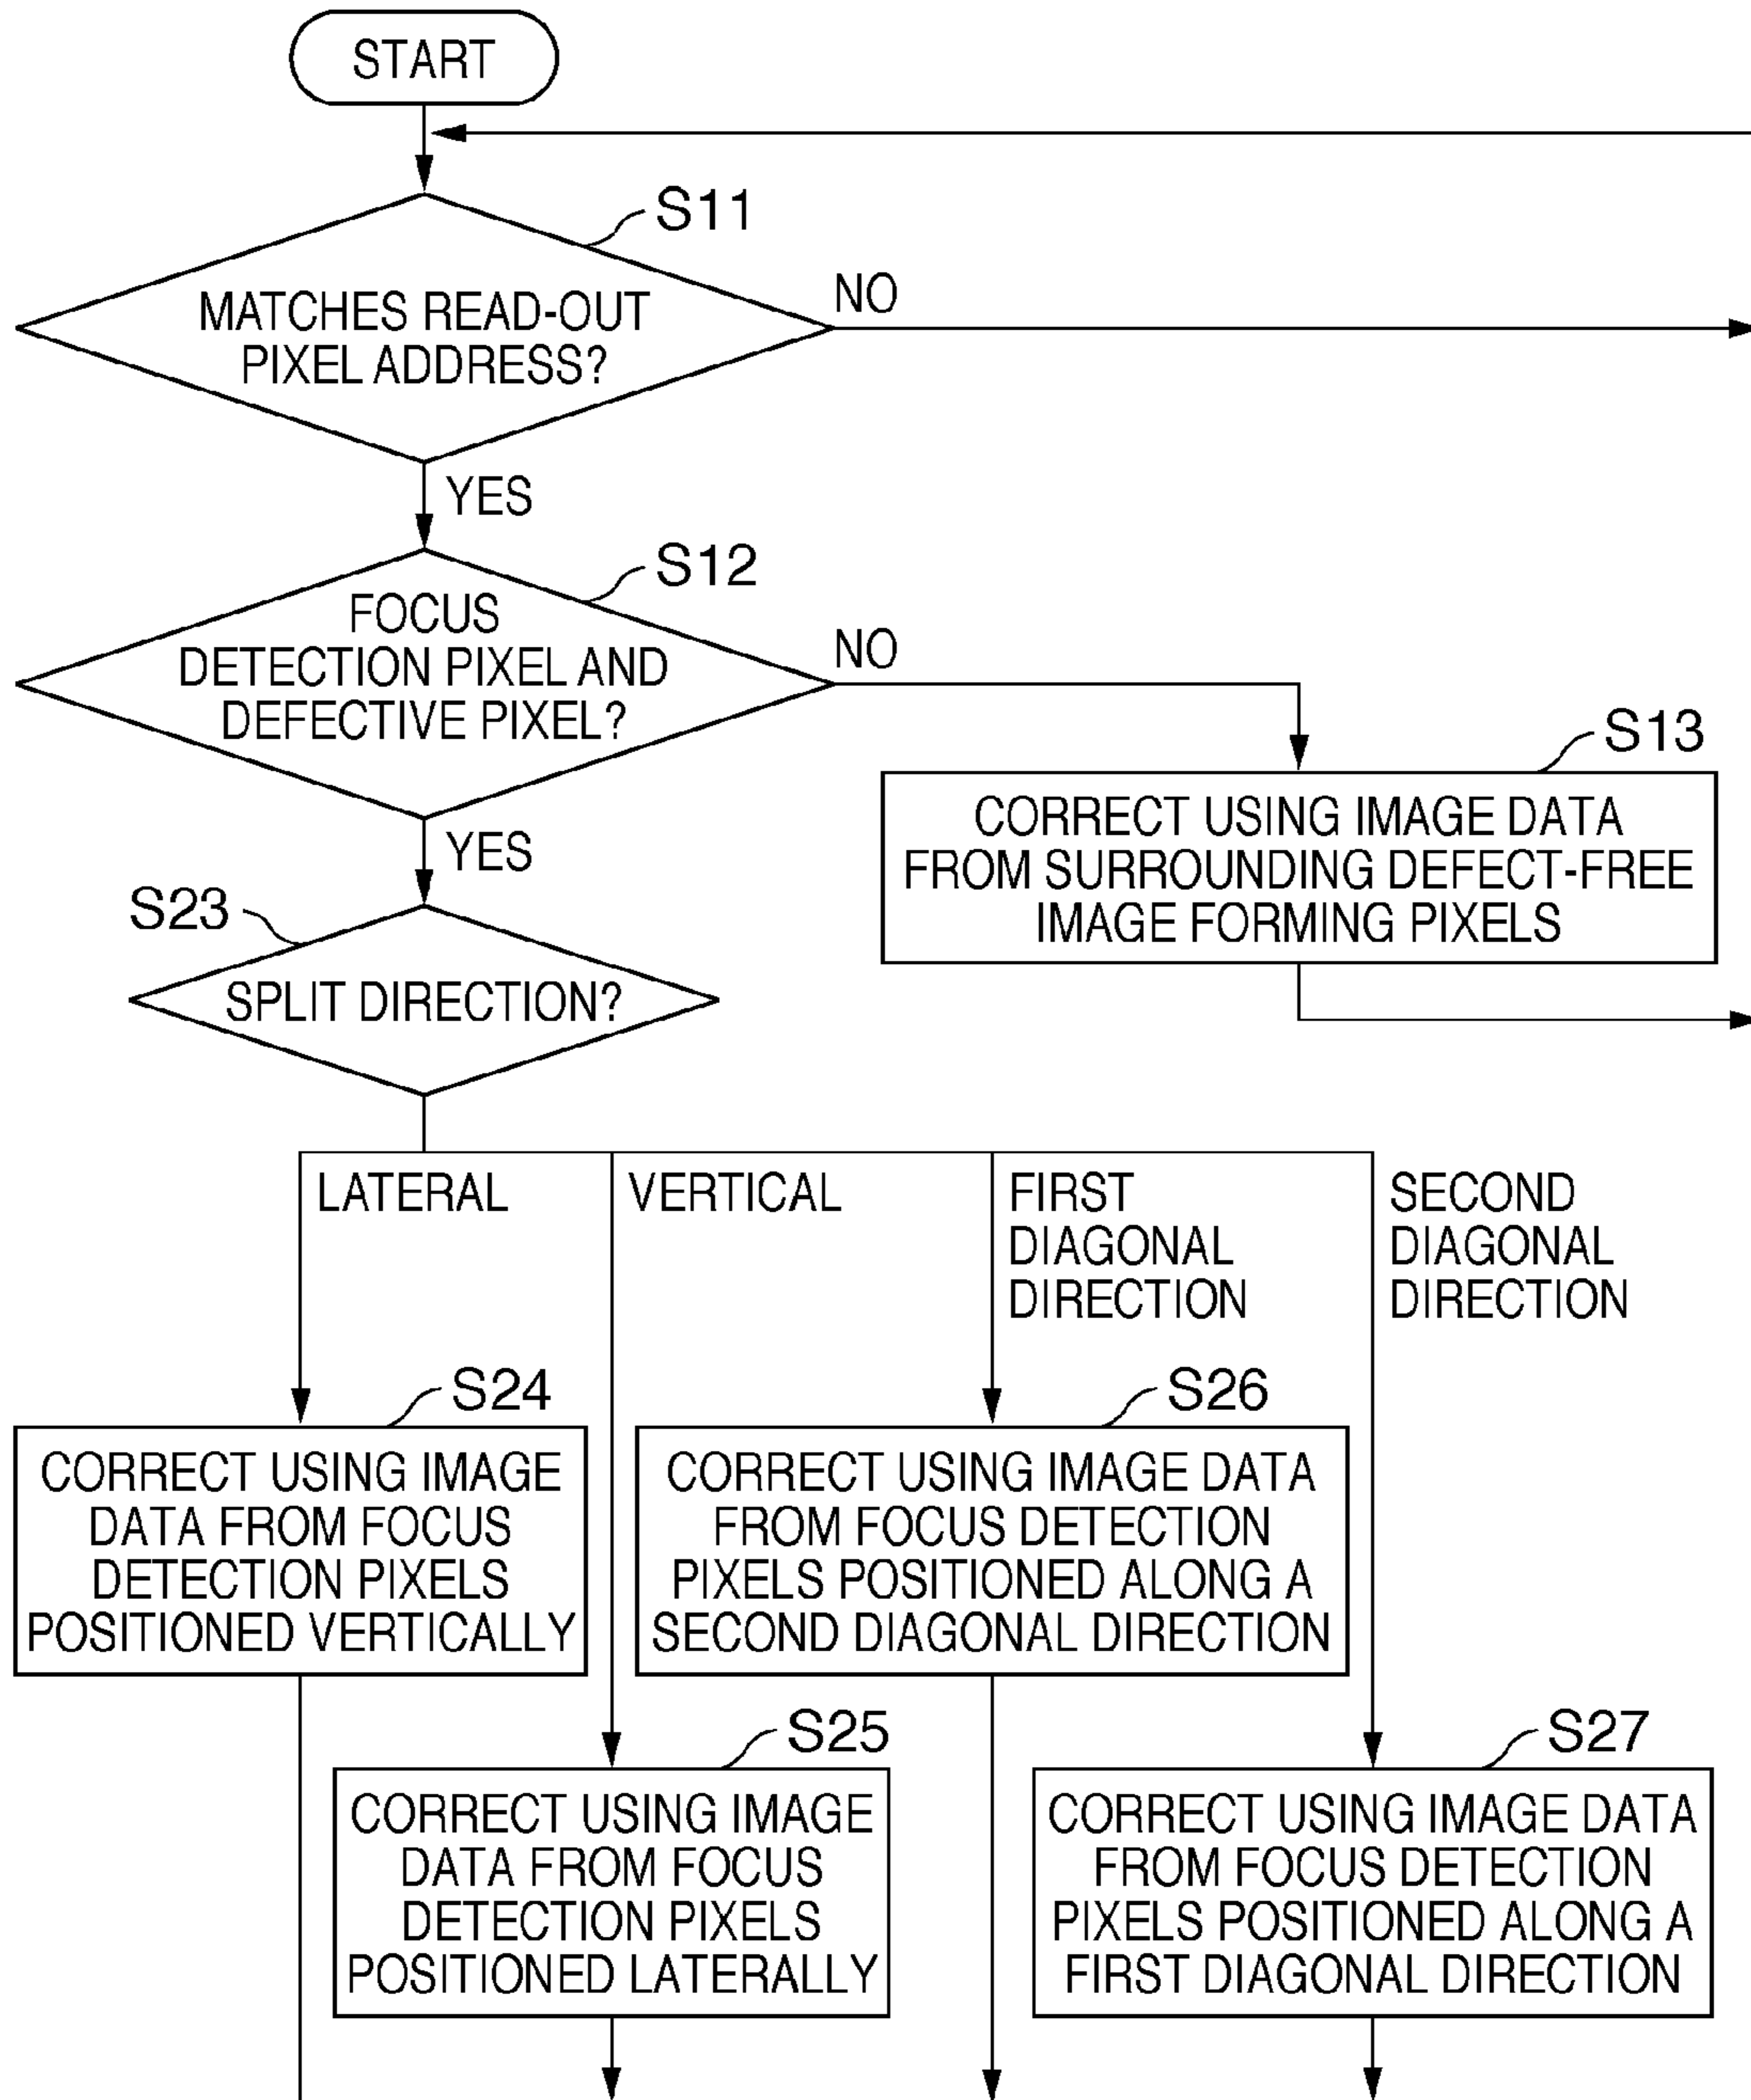 START
S11
MATCHES READ-OUT
PIXEL ADDRESS?
NO
YES
S12
FOCUS
DETECTION PIXEL AND
DEFECTIVE PIXEL?
NO
S13
CORRECT USING IMAGE DATA
FROM SURROUNDING DEFECT-FREE
IMAGE FORMING PIXELS
YES
S23
SPLIT DIRECTION?
LATERAL
VERTICAL
FIRST
DIAGONAL
DIRECTION
SECOND
DIAGONAL
DIRECTION
S24
CORRECT USING IMAGE
DATA FROM FOCUS
DETECTION PIXELS
POSITIONED VERTICALLY
S26
CORRECT USING IMAGE DATA
FROM FOCUS DETECTION
PIXELS POSITIONED ALONG A
SECOND DIAGONAL DIRECTION
S25
CORRECT USING IMAGE
DATA FROM FOCUS
DETECTION PIXELS
POSITIONED LATERALLY
S27
CORRECT USING IMAGE DATA
FROM FOCUS DETECTION
PIXELS POSITIONED ALONG A
FIRST DIAGONAL DIRECTION